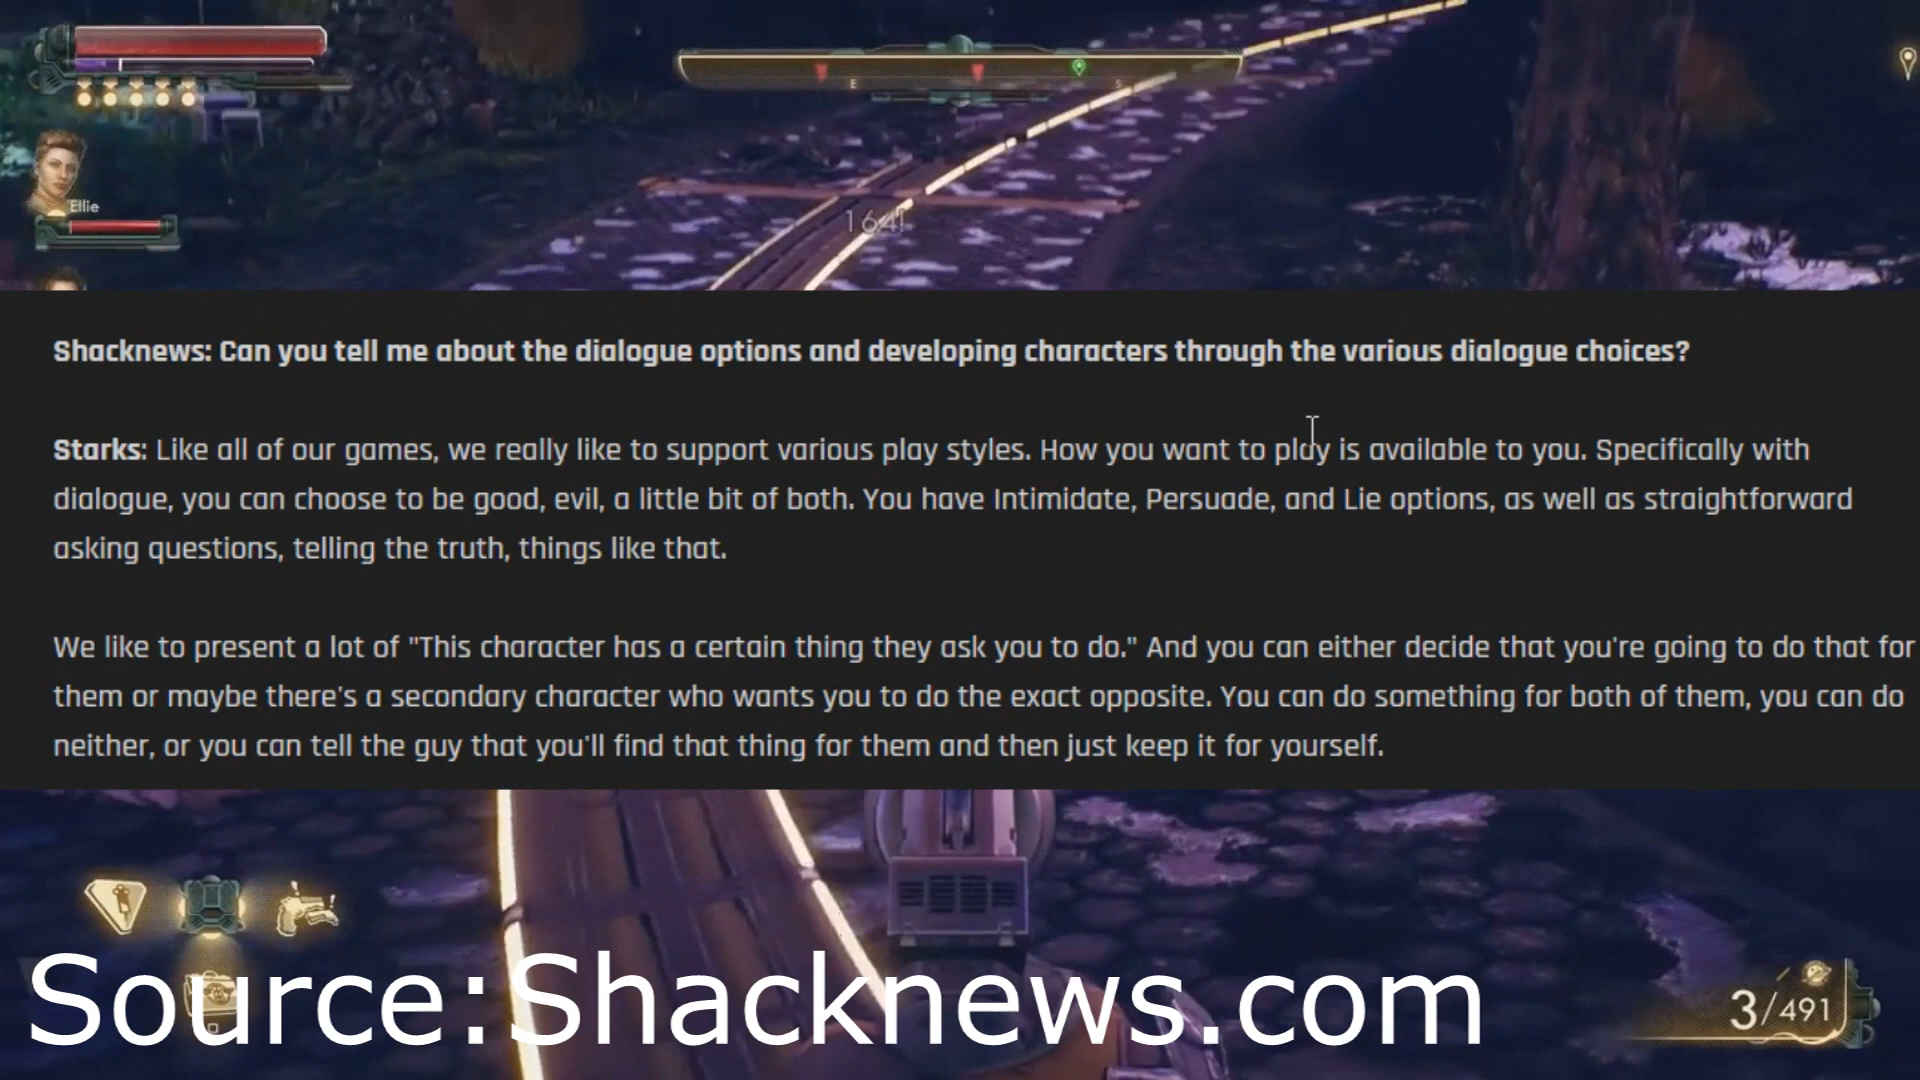 E
S
Ellie
164!
Shacknews: Can you tell me about the dialogue options and developing characters through the various dialogue choices?
Starks: Like all of our games, we really like to support various play styles. How you want to play is available to you. Specifically with
dialogue, you can choose to be good, evil, a little bit of both. You have Intimidate, Persuade, and Lie options, as well as straightforward
asking questions, telling the truth, things like that.
We like to present a lot of "This character has a certain thing they ask you to do." And you can either decide that you're going to do that for
them or maybe there's a secondary character who wants you to do the exact opposite. You can do something for both of them, you can do
neither, or you can tell the guy that you'll find that thing for them and then just keep it for yourself.
Source:Shacknews.com
3/491